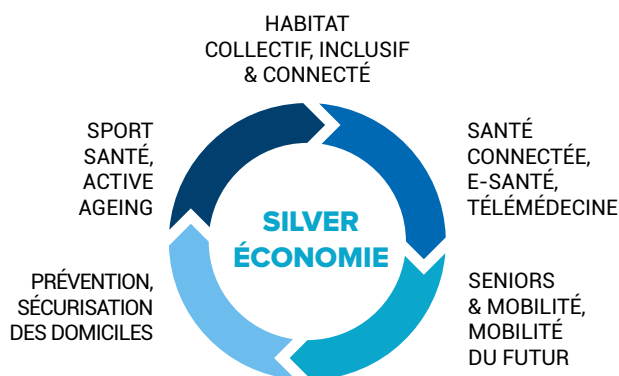 HABITAT
COLLECTIF, INCLUSIF
& CONNECTÉ
SPORT
SANTÉ,
ACTIVE
AGEING
SANTÉ
CONNECTÉE,
E-SANTÉ,
TÉLÉMÉDECINE
SILVER
ÉCONOMIE
PRÉVENTION,
SÉCURISATION
DES DOMICILES
SENIORS
& MOBILITÉ,
MOBILITÉ
DU FUTUR